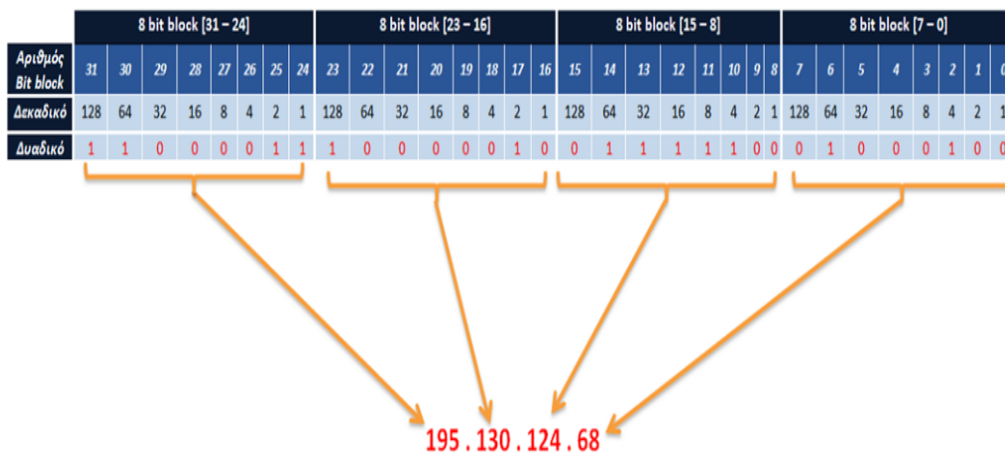 8 bit block [31 – 24] 8 bit block [23 – 16] 8 bit block [15 – 8] 8 bit block [7 – 0]
Αριθμός Bit block 31 30 29 28 27 26 25 24 23 22 21 20 19 18 17 16 15 14 13 12 11 10 9 8 7 6 5 4 3 2 1 0
Δεκαδικό 128 64 32 16 8 4 2 1 128 64 32 16 8 4 2 1 128 64 32 16 8 4 2 1 128 64 32 16 8 4 2 1
Δυαδικό 1 1 0 0 0 0 1 1 1 0 0 0 0 0 1 0 0 1 1 1 1 1 0 0 0 1 0 0 0 1 0 0
195 . 130 . 124 . 68